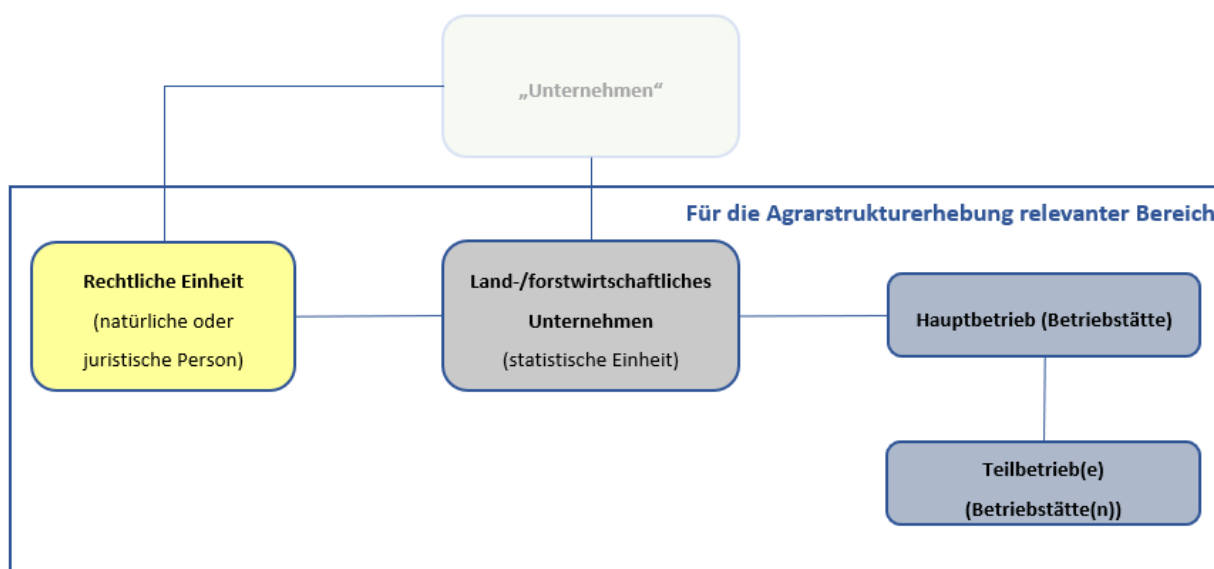 „Unternehmen“
Für die Agrarstrukturerhebung relevanter Bereich
Rechtliche Einheit
(natürliche oder
juristische Person)
Land-/forstwirtschaftliches
Unternehmen
(statistische Einheit)
Hauptbetrieb (Betriebstätte)
Teilbetrieb(e)
(Betriebstätte(n))